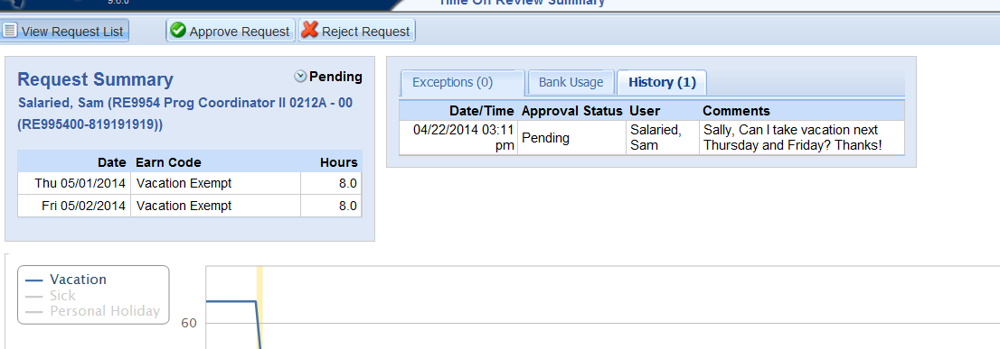 9.6.0
Time Off Review Summary
View Request List
Approve Request
Reject Request
Request Summary
Pending
Salaried, Sam (RE9954 Prog Coordinator II 0212A - 00
(RE995400-819191919))
Date Earn Code Hours
Thu 05/01/2014 Vacation Exempt 8.0
Fri 05/02/2014 Vacation Exempt 8.0
Exceptions (0) Bank Usage History (1)
Date/Time Approval Status User Comments
04/22/2014 03:11
pm
Pending
Salaried,
Sam
Sally, Can I take vacation next
Thursday and Friday? Thanks!
Vacation
Sick
Personal Holiday
60